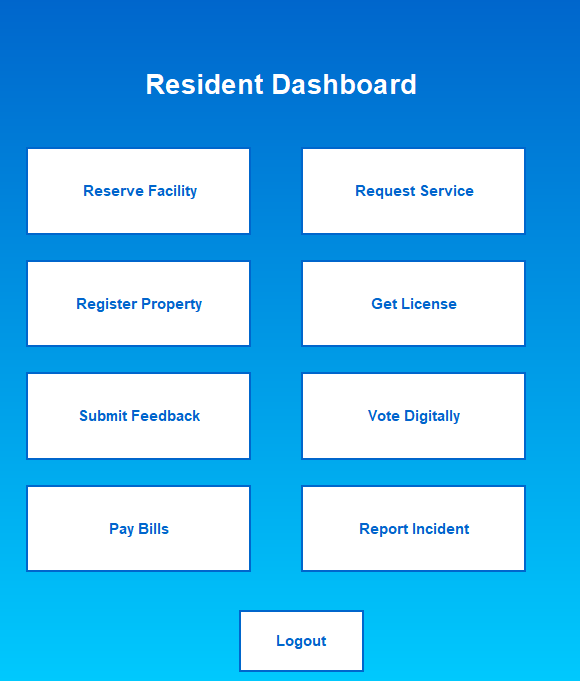 Resident Dashboard
Reserve Facility
Request Service
Register Property
Get License
Submit Feedback
Vote Digitally
Pay Bills
Report Incident
Logout